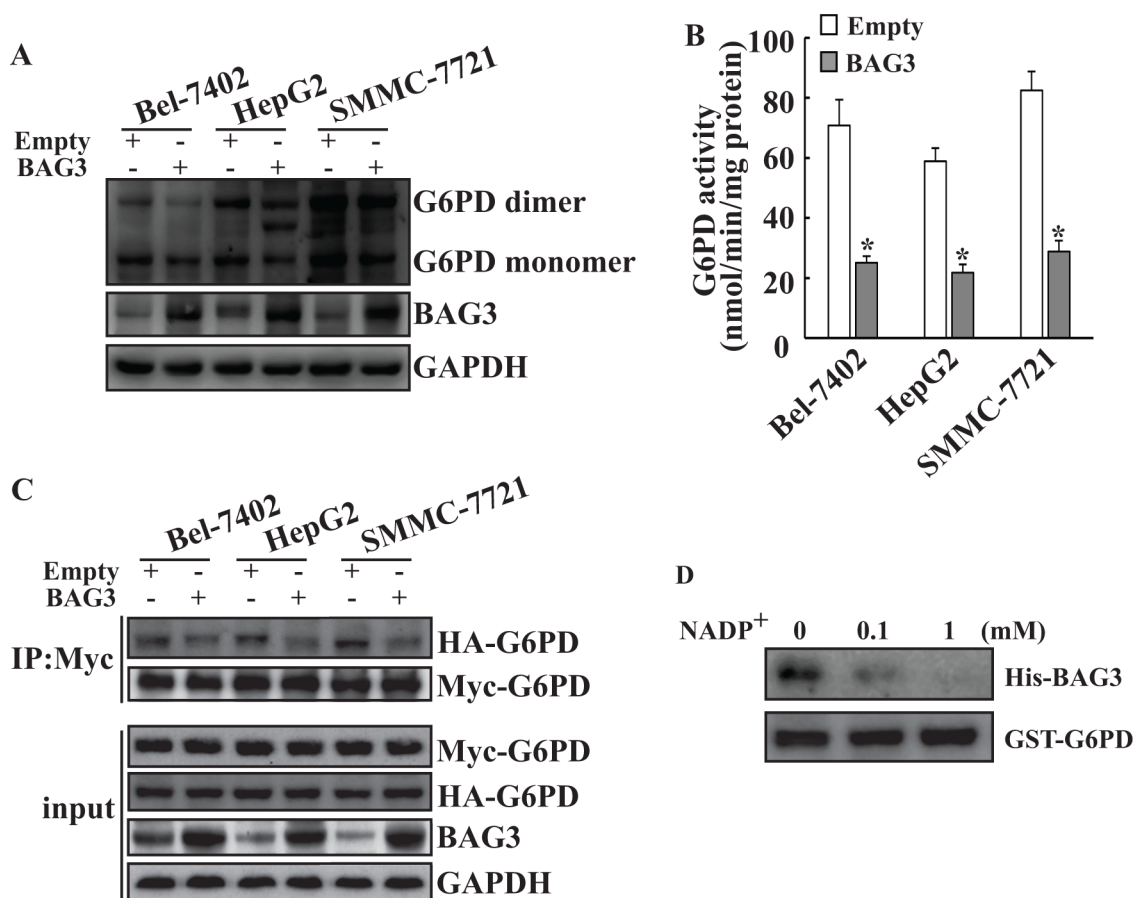 A
Bel-7402 HepG2 SMMC-7721
Empty + - + - + -
BAG3 - + - + - +
G6PD dimer
G6PD monomer
BAG3
GAPDH
B
Empty
BAG3
G6PD activity
(nmol/min/mg protein)
100
80
60
40
20
0
* * *
Bel-7402 HepG2 SMMC-7721
C
Bel-7402 HepG2 SMMC-7721
Empty + - + - + -
BAG3 - + - + - +
IP:Myc
HA-G6PD
Myc-G6PD
input
Myc-G6PD
HA-G6PD
BAG3
GAPDH
D
NADP+ 0 0.1 1 (mM)
His-BAG3
GST-G6PD